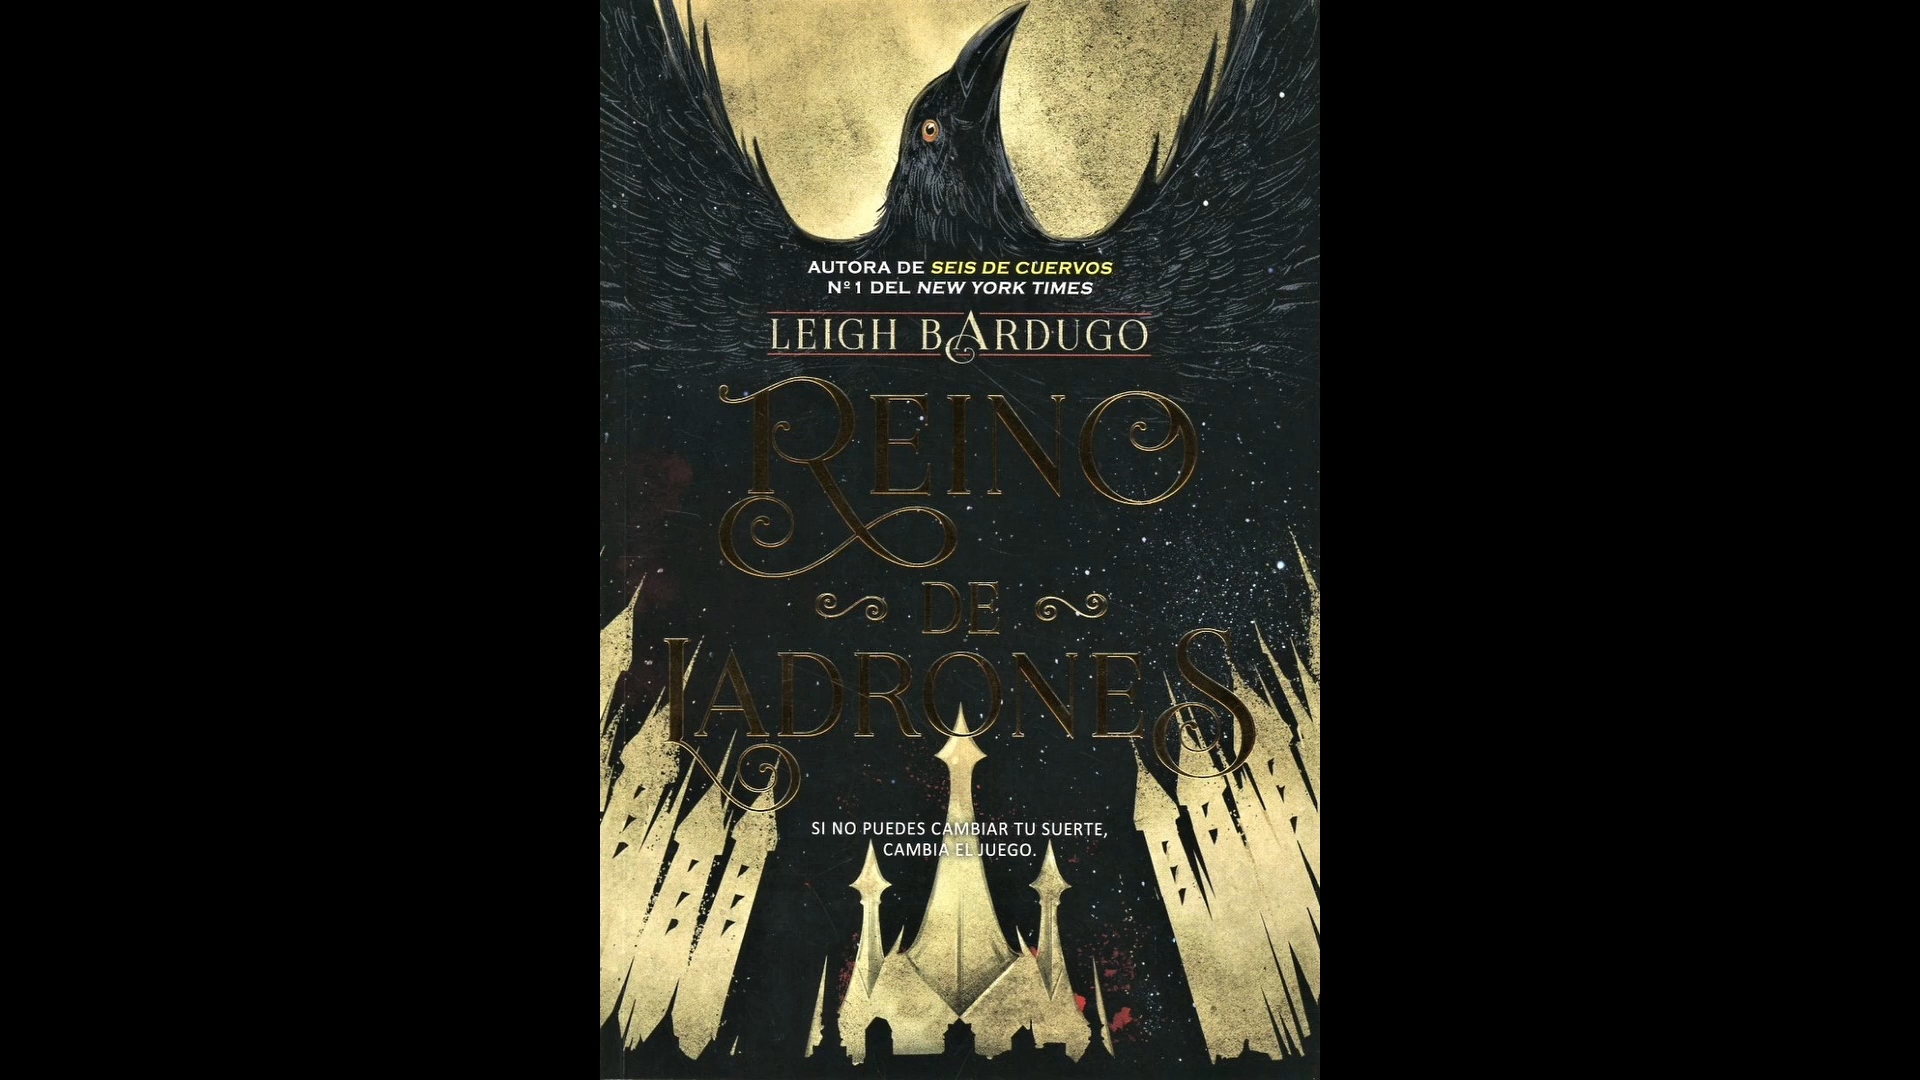 AUTORA DE SEIS DE CUERVOS
Nº1 DEL NEW YORK TIMES
LEIGH BARDUGO
REINO
DE
LADRONES
SI NO PUEDES CAMBIAR TU SUERTE,
CAMBIA EL JUEGO.